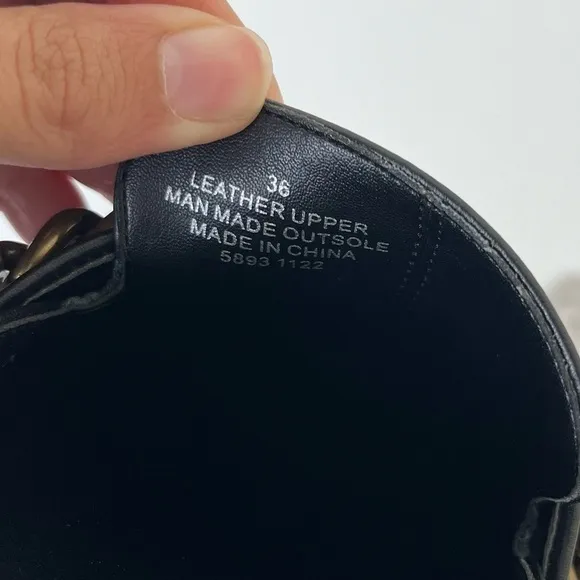 36
LEATHER UPPER
MAN MADE OUTSOLE
MADE IN CHINA
5893 1122